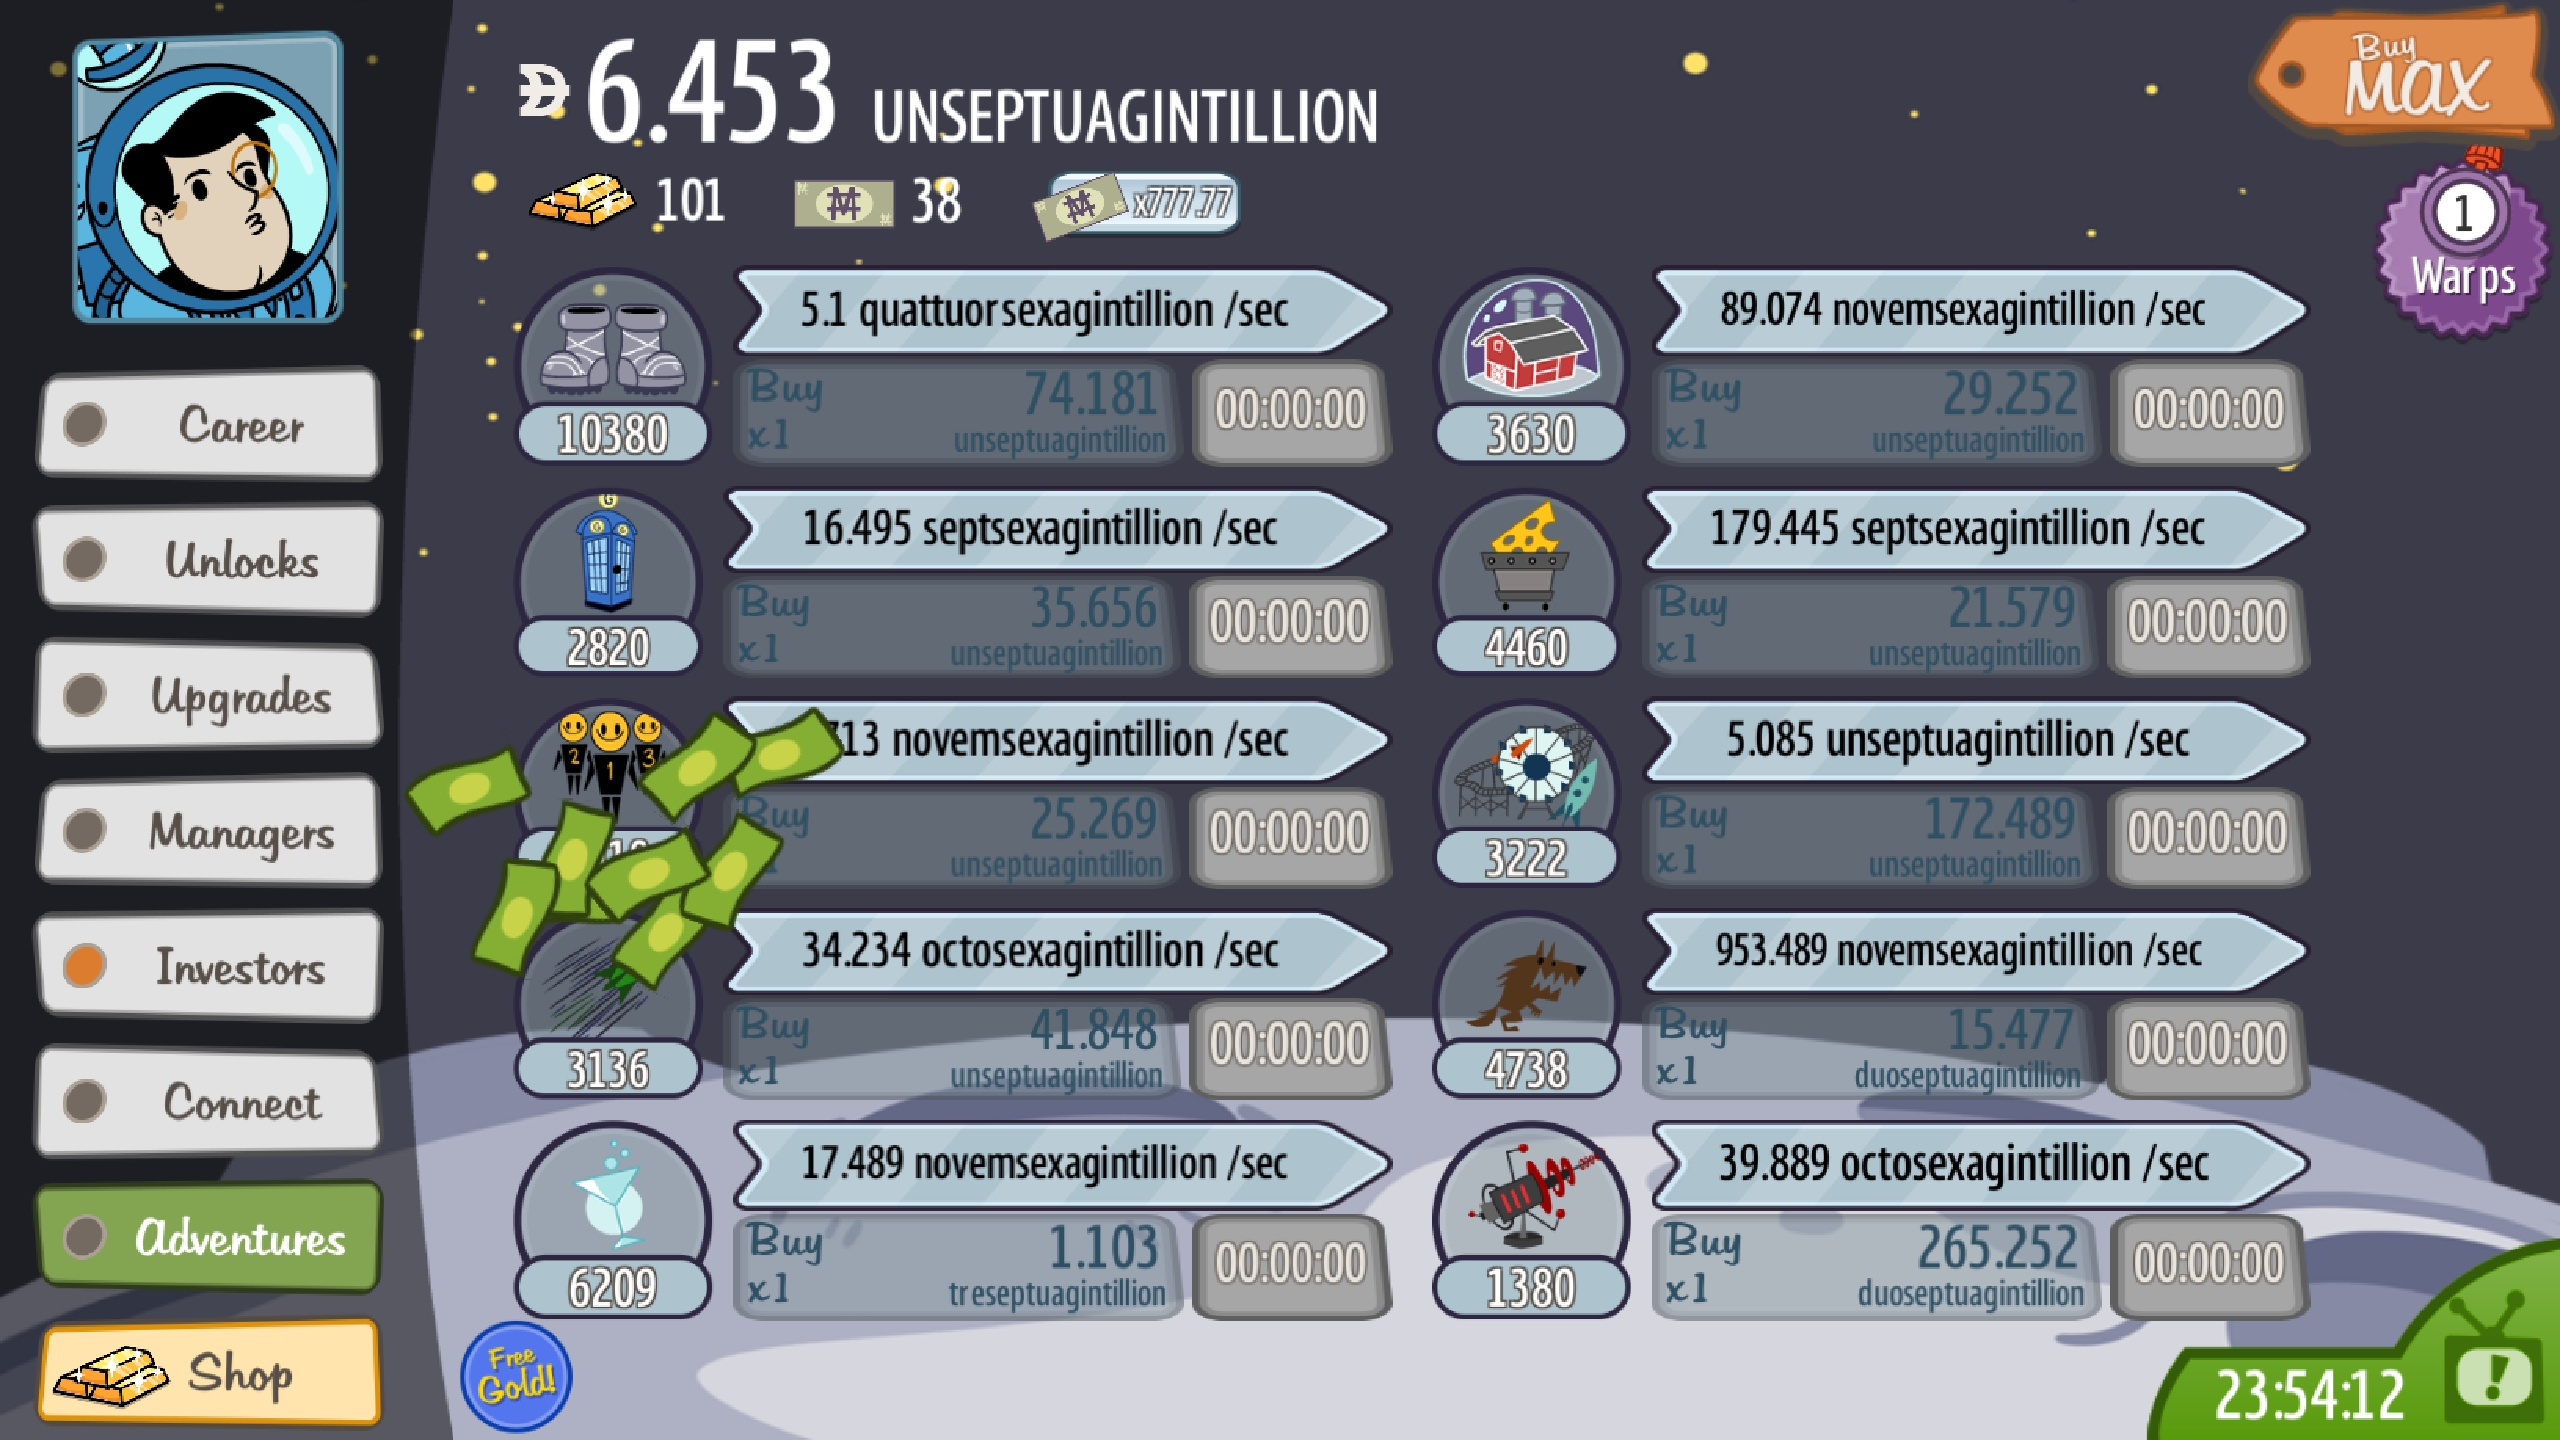 6.453 UNSEPTUAGINTILLION
Buy
MAX
101 38 x777.77
1
Warps
Career
Unlocks
Upgrades
Managers
Investors
Connect
Adventures
Shop
5.1 quattuorsexagintillion /sec
Buy 74.181
x1 unseptuagintillion
00:00:00
10380
89.074 novemsexagintillion /sec
Buy 29.252
x1 unseptuagintillion
00:00:00
3630
16.495 septsexagintillion /sec
Buy 35.656
x1 unseptuagintillion
00:00:00
2820
179.445 septsexagintillion /sec
Buy 21.579
x1 unseptuagintillion
00:00:00
4460
2 1 3
novemsexagintillion /sec
Buy 25.269
unseptuagintillion
00:00:00
5.085 unseptuagintillion /sec
Buy 172.489
x1 unseptuagintillion
00:00:00
3222
34.234 octosexagintillion /sec
Buy 41.848
x1 unseptuagintillion
00:00:00
3136
953.489 novemsexagintillion /sec
Buy 15.477
x1 duoseptuagintillion
00:00:00
4738
17.489 novemsexagintillion /sec
Buy 1.103
x1 treseptuagintillion
00:00:00
6209
39.889 octosexagintillion /sec
Buy 265.252
x1 duoseptuagintillion
00:00:00
1380
Free
Gold!
23:54:12
!